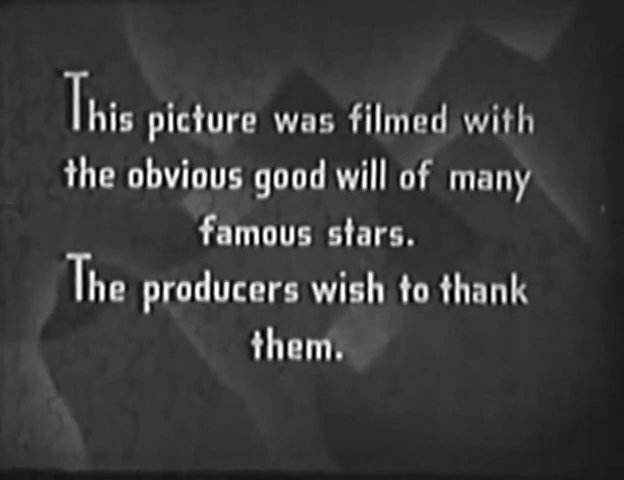 This picture was filmed with
the obvious good will of many
famous stars.
The producers wish to thank
them.